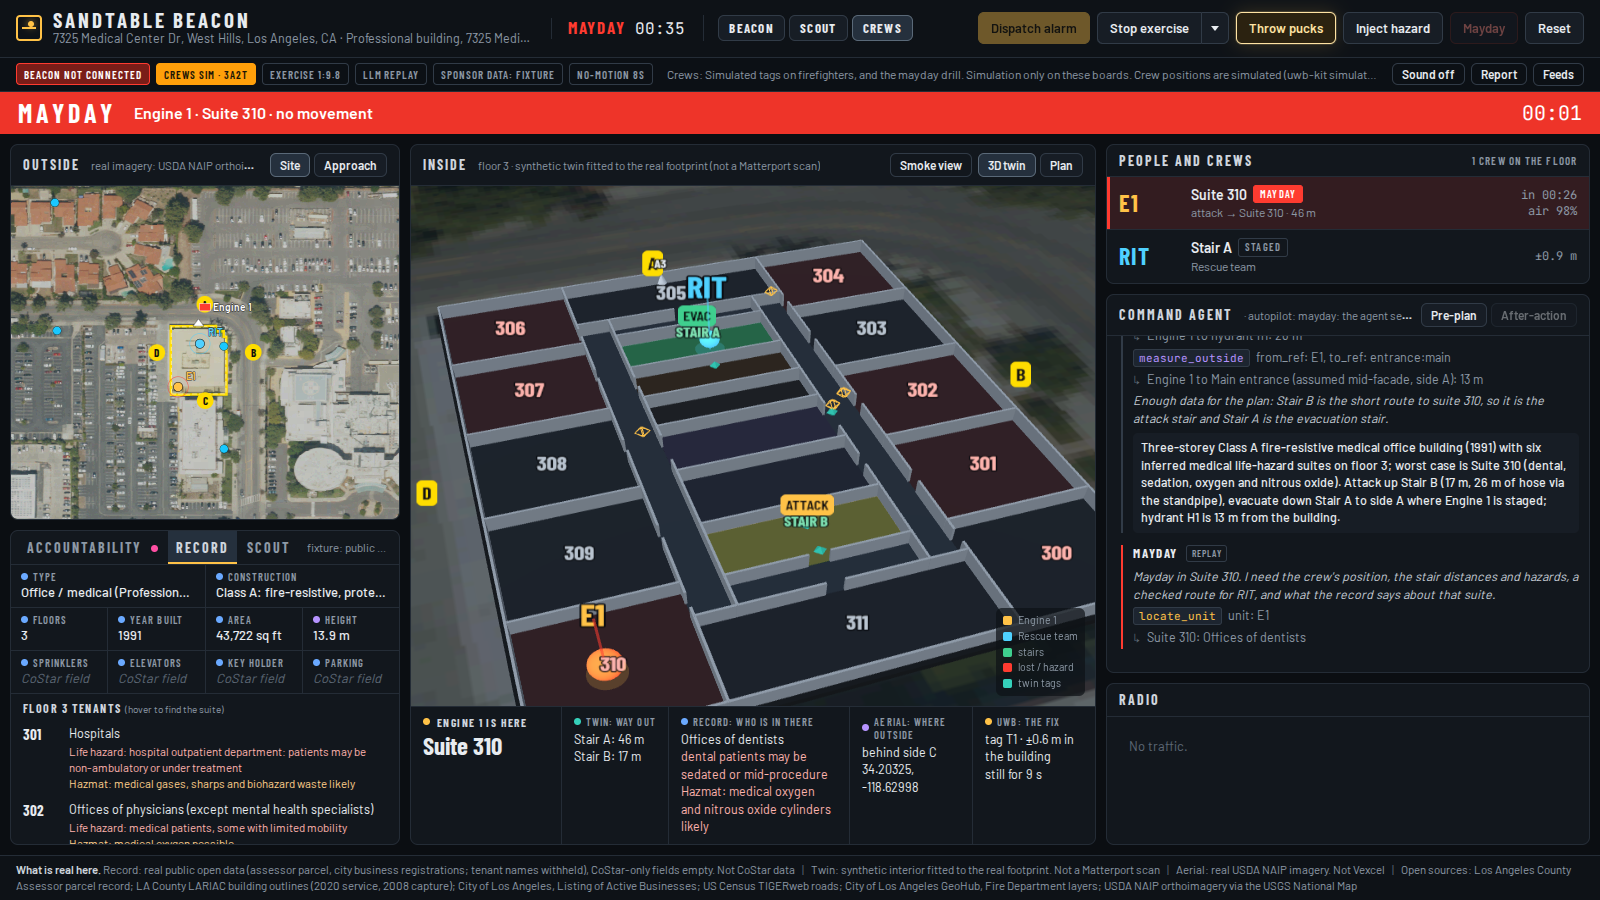 SANDTABLE BEACON
7325 Medical Center Dr, West Hills, Los Angeles, CA · Professional building, 7325 Medi...
MAYDAY 00:35
BEACON
SCOUT
CREWS
Dispatch alarm
Stop exercise
Throw pucks
Inject hazard
Mayday
Reset
BEACON NOT CONNECTED
CREWS SIM · 3A2T
EXERCISE 1:9.8
LLM REPLAY
SPONSOR DATA: FIXTURE
NO-MOTION 8S
Crews: Simulated tags on firefighters, and the mayday drill. Simulation only on these boards. Crew positions are simulated (uwb-kit simulat...
Sound off
Report
Feeds
MAYDAY Engine 1 · Suite 310 · no movement
00:01
OUTSIDE real imagery: USDA NAIP orthoi...
Site
Approach
Engine 1
RIT
D
B
E1
C
INSIDE floor 3 · synthetic twin fitted to the real footprint (not a Matterport scan)
Smoke view
3D twin
Plan
A
A3
304
305
RIT
306
EVAC
STAIR A
303
307
302
B
308
301
D
ATTACK
STAIR B
309
300
E1
311
310
Engine 1
Rescue team
stairs
lost / hazard
twin tags
ENGINE 1 IS HERE
Suite 310
TWIN: WAY OUT
Stair A: 46 m
Stair B: 17 m
RECORD: WHO IS IN THERE
Offices of dentists
dental patients may be
sedated or mid-procedure
Hazmat: medical oxygen
and nitrous oxide cylinders
likely
AERIAL: WHERE
OUTSIDE
behind side C
34.20325,
-118.62998
UWB: THE FIX
tag T1 · ±0.6 m in
the building
still for 9 s
ACCOUNTABILITY
RECORD
SCOUT
fixture: public ...
TYPE
Office / medical (Profession...
CONSTRUCTION
Class A: fire-resistive, prote...
FLOORS
3
YEAR BUILT
1991
AREA
43,722 sq ft
HEIGHT
13.9 m
SPRINKLERS
CoStar field
ELEVATORS
CoStar field
KEY HOLDER
CoStar field
PARKING
CoStar field
FLOOR 3 TENANTS (hover to find the suite)
301 Hospitals
Life hazard: hospital outpatient department: patients may be
non-ambulatory or under treatment
Hazmat: medical gases, sharps and biohazard waste likely
302 Offices of physicians (except mental health specialists)
Life hazard: medical patients, some with limited mobility
Hazmat: medical oxygen possible
PEOPLE AND CREWS
1 CREW ON THE FLOOR
E1
Suite 310 MAYDAY
attack → Suite 310 · 46 m
in 00:26
air 98%
RIT
Stair A STAGED
Rescue team
±0.9 m
COMMAND AGENT · autopilot: mayday: the agent se...
Pre-plan
After-action
↳ Engine 1 to hydrant H1: 26 m
measure_outside from_ref: E1, to_ref: entrance:main
↳ Engine 1 to Main entrance (assumed mid-facade, side A): 13 m
Enough data for the plan: Stair B is the short route to suite 310, so it is the
attack stair and Stair A is the evacuation stair.
Three-storey Class A fire-resistive medical office building (1991) with six
inferred medical life-hazard suites on floor 3; worst case is Suite 310 (dental,
sedation, oxygen and nitrous oxide). Attack up Stair B (17 m, 26 m of hose via
the standpipe), evacuate down Stair A to side A where Engine 1 is staged;
hydrant H1 is 13 m from the building.
MAYDAY REPLAY
Mayday in Suite 310. I need the crew's position, the stair distances and hazards, a
checked route for RIT, and what the record says about that suite.
locate_unit unit: E1
↳ Suite 310: Offices of dentists
RADIO
No traffic.
What is real here. Record: real public open data (assessor parcel, city business registrations; tenant names withheld), CoStar-only fields empty. Not CoStar data | Twin: synthetic interior fitted to the real footprint. Not a Matterport scan | Aerial: real USDA NAIP imagery. Not Vexcel | Open sources: Los Angeles County
Assessor parcel record; LA County LARIAC building outlines (2020 service, 2008 capture); City of Los Angeles, Listing of Active Businesses; US Census TIGERweb roads; City of Los Angeles GeoHub, Fire Department layers; USDA NAIP orthoimagery via the USGS National Map